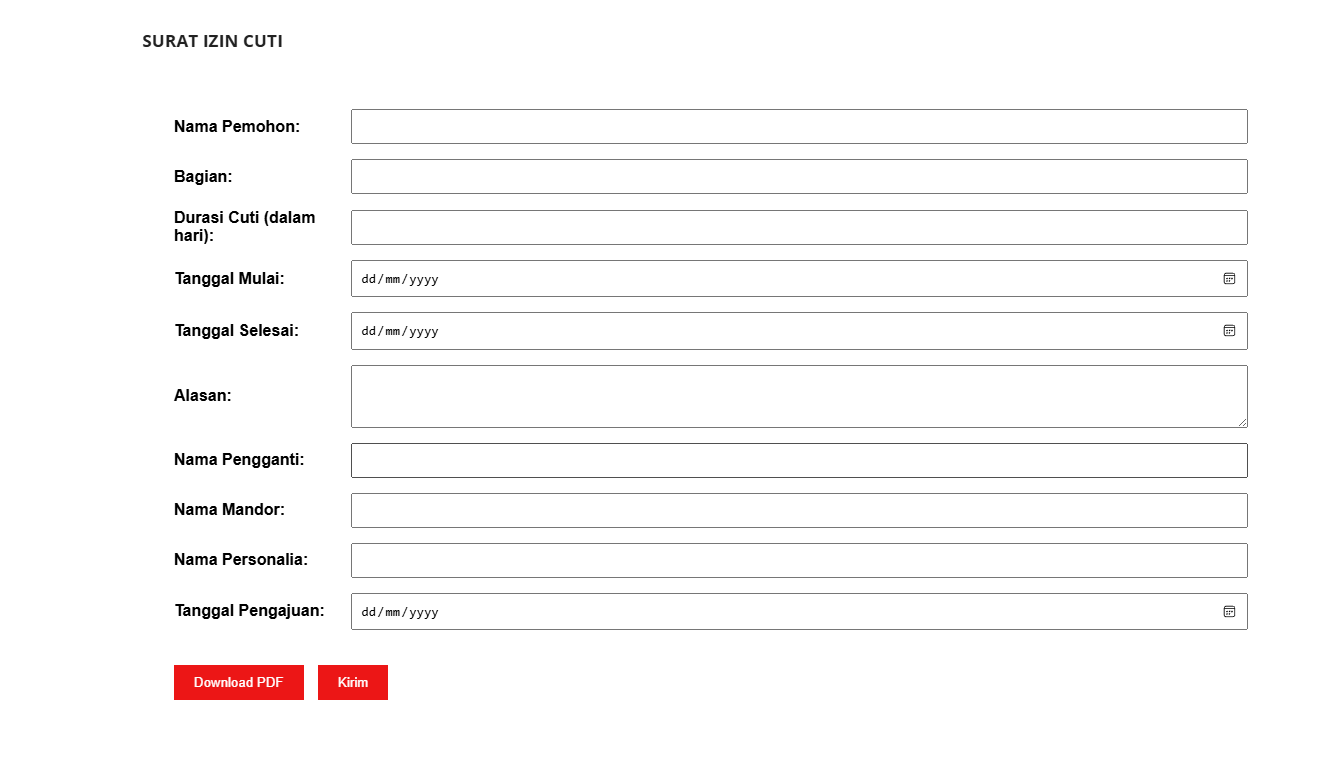 SURAT IZIN CUTI
Nama Pemohon:
Bagian:
Durasi Cuti (dalam
hari):
Tanggal Mulai:
dd/mm/yyyy
Tanggal Selesai:
dd/mm/yyyy
Alasan:
Nama Pengganti:
Nama Mandor:
Nama Personalia:
Tanggal Pengajuan:
dd/mm/yyyy
Download PDF
Kirim